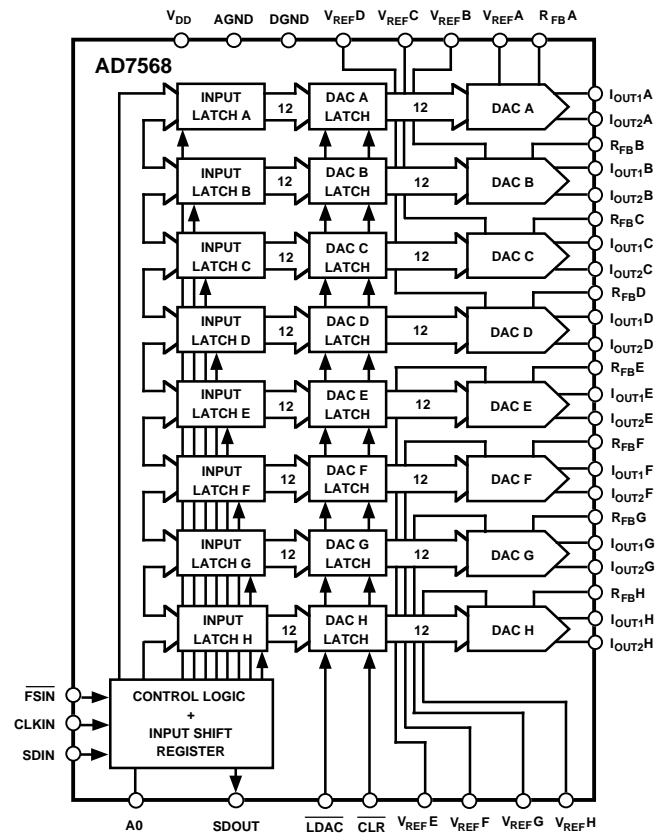 VDD AGND DGND VREFD VREFC VREFB VREFA RFBA
AD7568
INPUT
LATCH A
12
DAC A
LATCH
12
DAC A
IOUT1A
IOUT2A
RFBB
INPUT
LATCH B
12
DAC B
LATCH
12
DAC B
IOUT1B
IOUT2B
RFBC
INPUT
LATCH C
12
DAC C
LATCH
12
DAC C
IOUT1C
IOUT2C
RFBD
INPUT
LATCH D
12
DAC D
LATCH
12
DAC D
IOUT1D
IOUT2D
RFBE
INPUT
LATCH E
12
DAC E
LATCH
12
DAC E
IOUT1E
IOUT2E
RFBF
INPUT
LATCH F
12
DAC F
LATCH
12
DAC F
IOUT1F
IOUT2F
RFBG
INPUT
LATCH G
12
DAC G
LATCH
12
DAC G
IOUT1G
IOUT2G
RFBH
INPUT
LATCH H
12
DAC H
LATCH
12
DAC H
IOUT1H
IOUT2H
FSIN
CLKIN
SDIN
CONTROL LOGIC
+
INPUT SHIFT
REGISTER
A0 SDOUT LDAC CLR VREFE VREFF VREFG VREFH